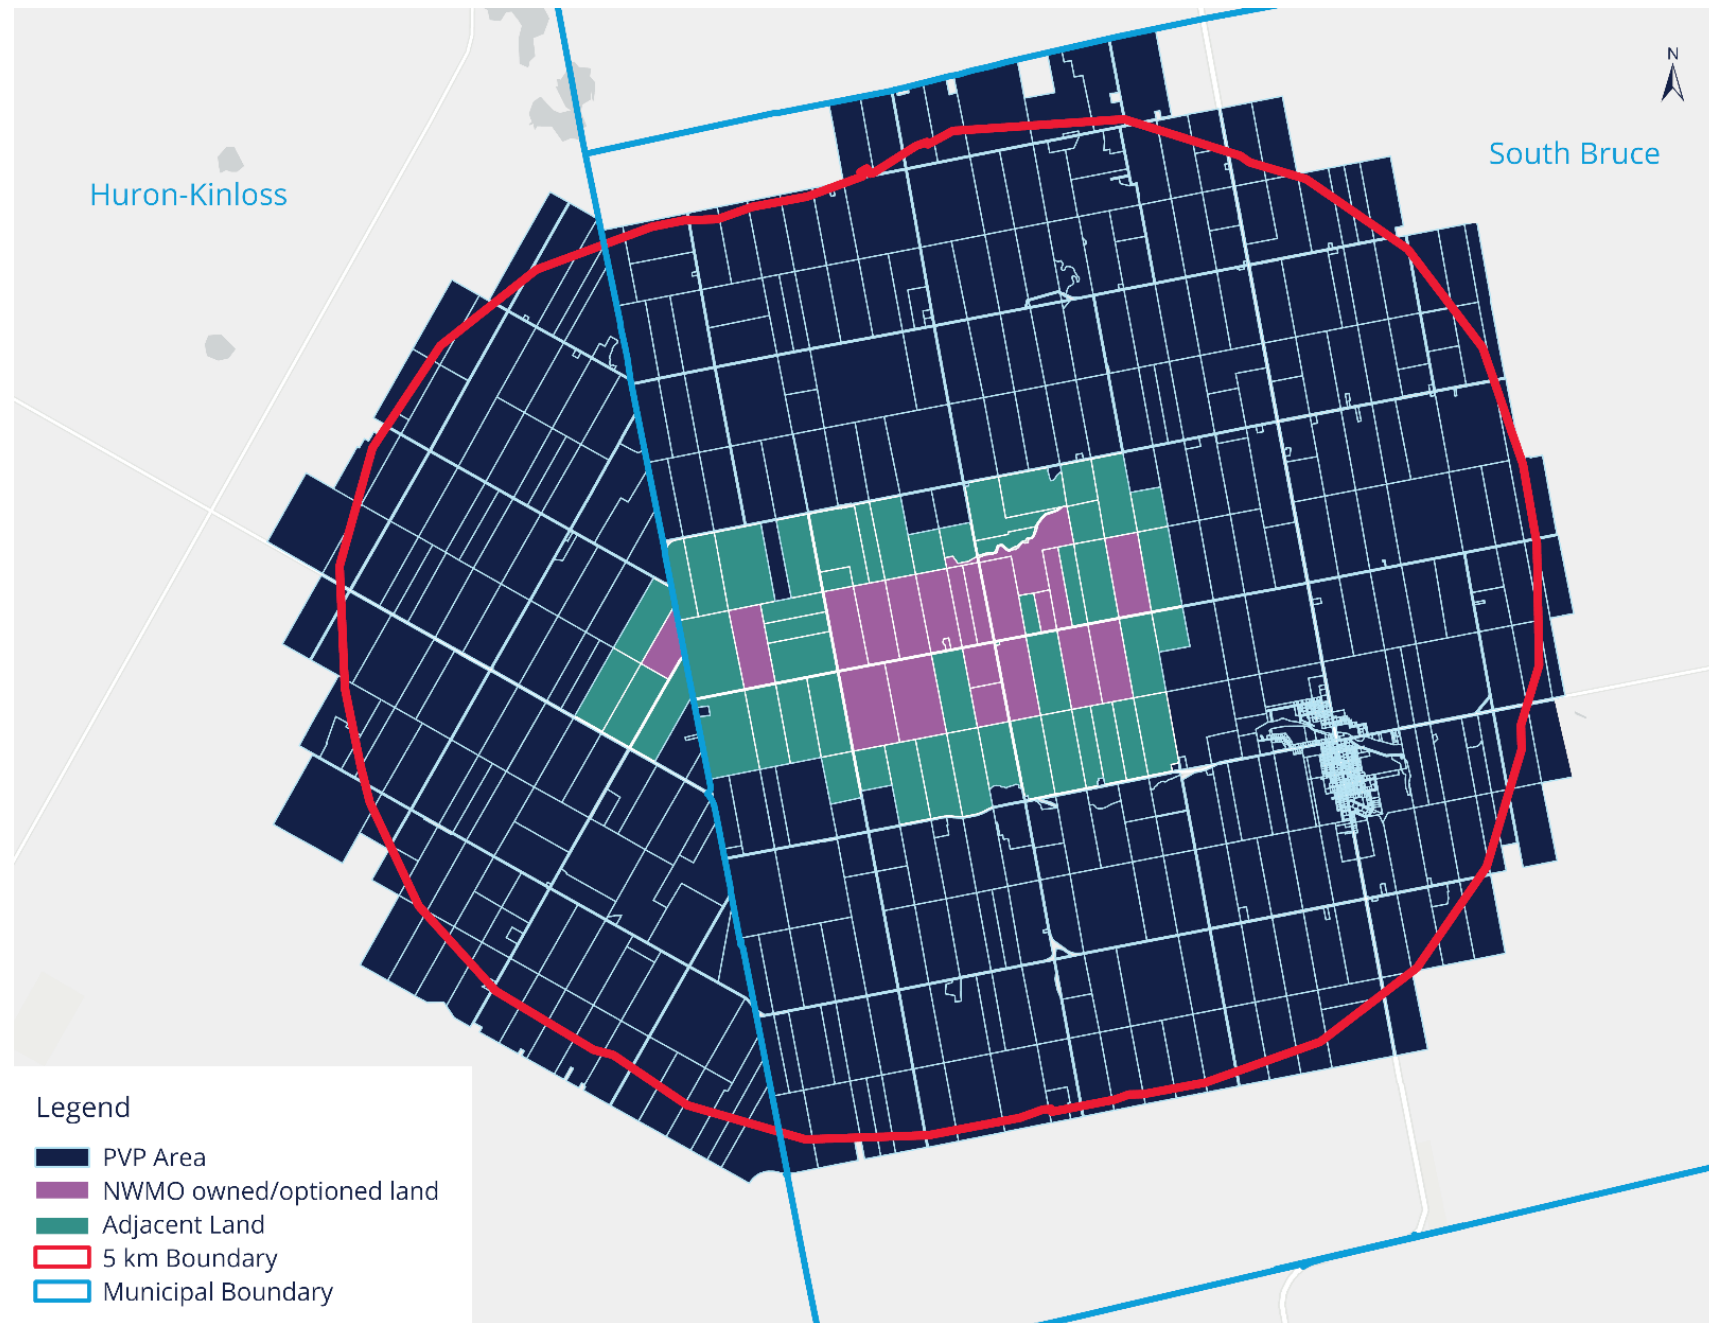 N
South Bruce
Huron-Kinloss
Legend
PVP Area
NWMO owned/optioned land
Adjacent Land
5 km Boundary
Municipal Boundary